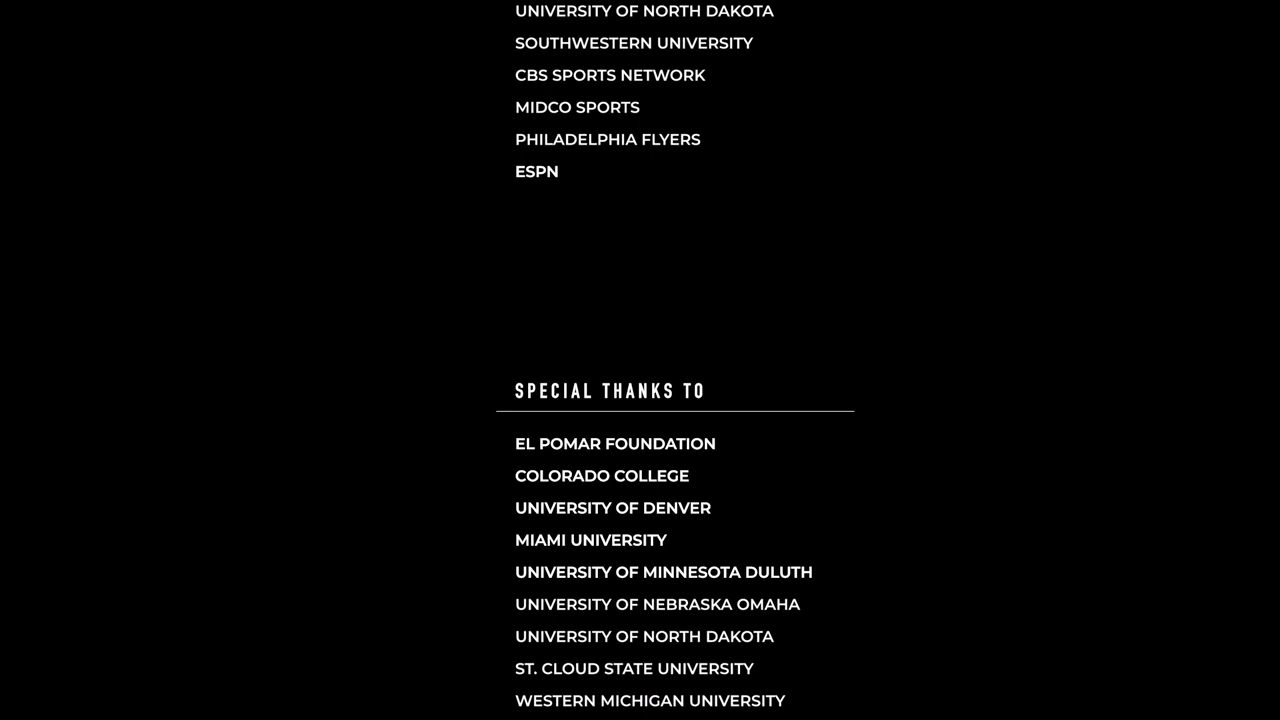 UNIVERSITY OF NORTH DAKOTA
SOUTHWESTERN UNIVERSITY
CBS SPORTS NETWORK
MIDCO SPORTS
PHILADELPHIA FLYERS
ESPN
SPECIAL THANKS TO
EL POMAR FOUNDATION
COLORADO COLLEGE
UNIVERSITY OF DENVER
MIAMI UNIVERSITY
UNIVERSITY OF MINNESOTA DULUTH
UNIVERSITY OF NEBRASKA OMAHA
UNIVERSITY OF NORTH DAKOTA
ST. CLOUD STATE UNIVERSITY
WESTERN MICHIGAN UNIVERSITY